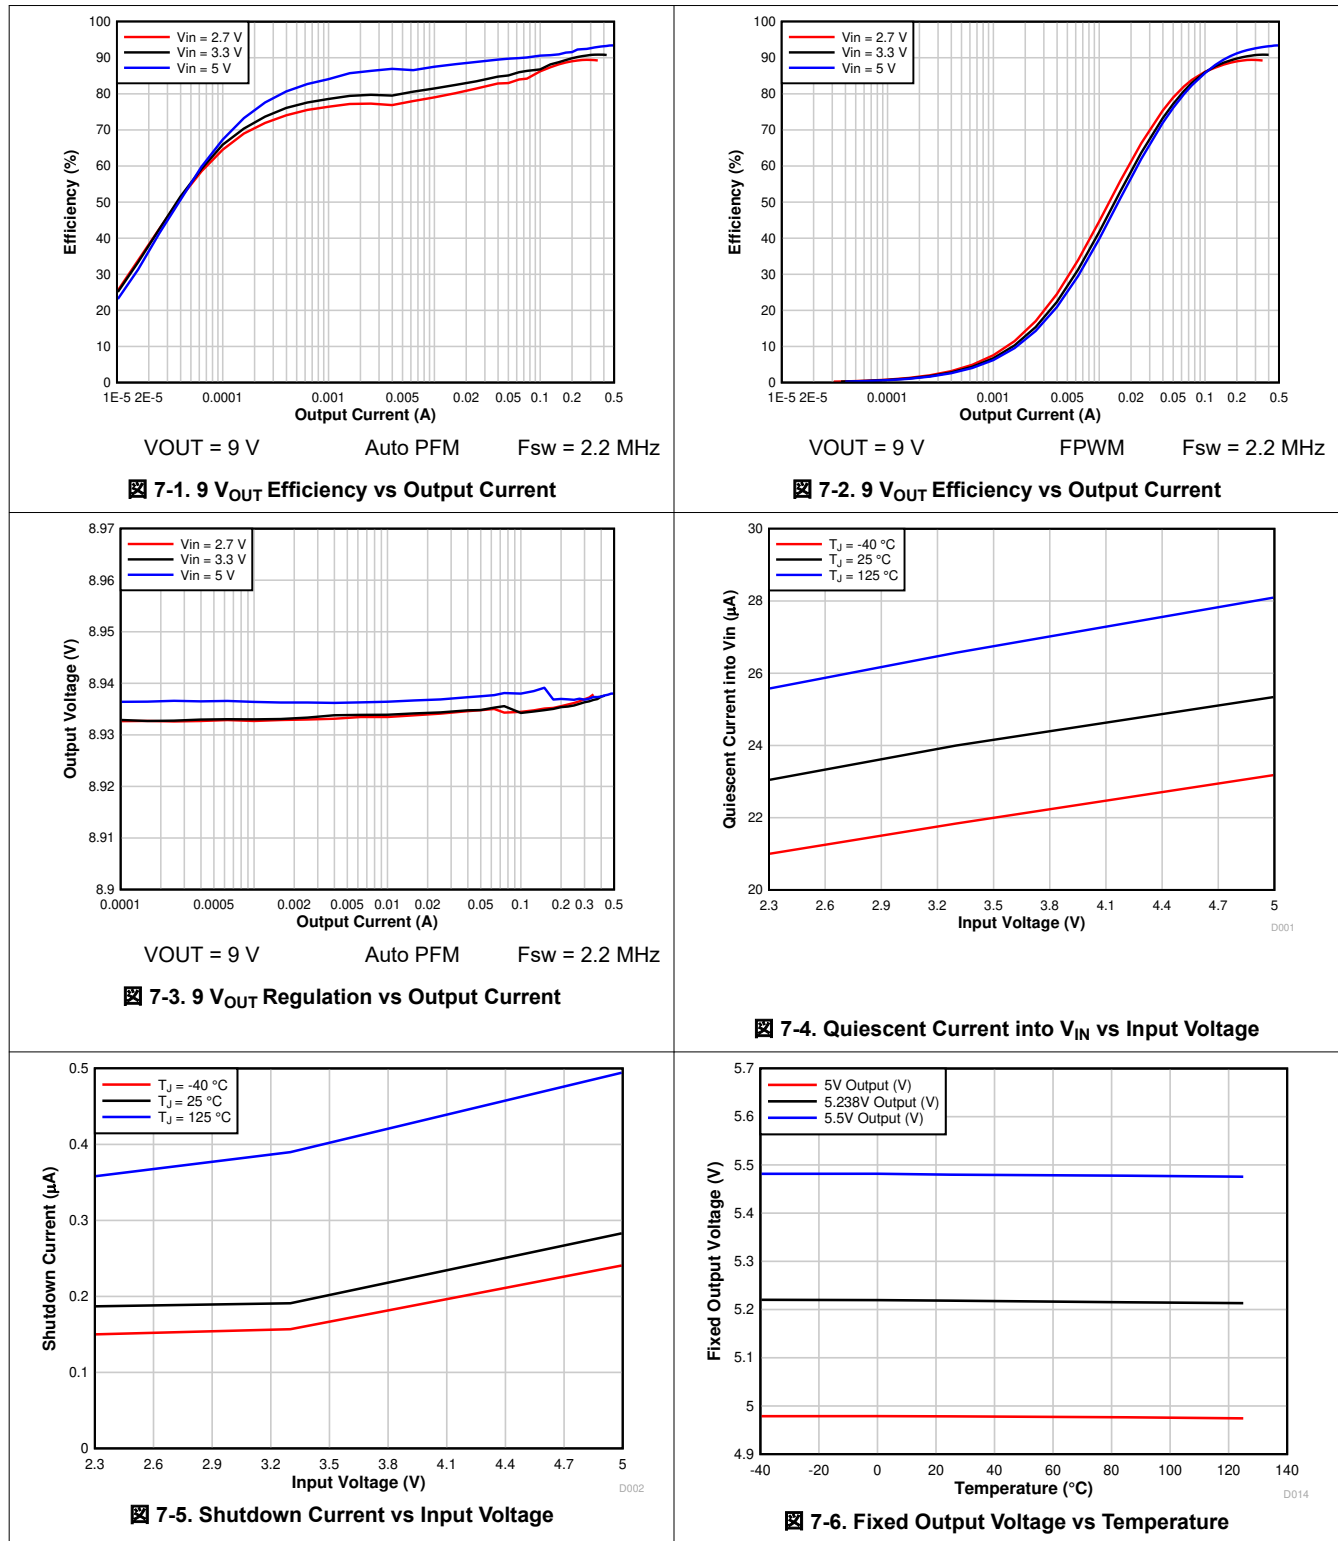 100
90
80
70
60
50
40
30
20
10
0
Efficiency (%)
Vin = 2.7 V
Vin = 3.3 V
Vin = 5 V
1E-5 2E-5 0.0001 0.001 0.005 0.02 0.05 0.1 0.2 0.5
Output Current (A)
VOUT = 9 V Auto PFM Fsw = 2.2 MHz
図 7-1. 9 VOUT Efficiency vs Output Current
100
90
80
70
60
50
40
30
20
10
0
Efficiency (%)
Vin = 2.7 V
Vin = 3.3 V
Vin = 5 V
1E-5 2E-5 0.0001 0.001 0.005 0.02 0.05 0.1 0.2 0.5
Output Current (A)
VOUT = 9 V FPWM Fsw = 2.2 MHz
図 7-2. 9 VOUT Efficiency vs Output Current
8.97
8.96
8.95
8.94
8.93
8.92
8.91
8.9
Output Voltage (V)
Vin = 2.7 V
Vin = 3.3 V
Vin = 5 V
0.0001 0.0005 0.002 0.005 0.01 0.02 0.05 0.1 0.2 0.3 0.5
Output Current (A)
VOUT = 9 V Auto PFM Fsw = 2.2 MHz
図 7-3. 9 VOUT Regulation vs Output Current
30
28
26
24
22
20
Quiescent Current into Vin (µA)
TJ = -40 °C
TJ = 25 °C
TJ = 125 °C
2.3 2.6 2.9 3.2 3.5 3.8 4.1 4.4 4.7 5
Input Voltage (V)
D001
図 7-4. Quiescent Current into VIN vs Input Voltage
0.5
0.4
0.3
0.2
0.1
0
Shutdown Current (µA)
TJ = -40 °C
TJ = 25 °C
TJ = 125 °C
2.3 2.6 2.9 3.2 3.5 3.8 4.1 4.4 4.7 5
Input Voltage (V)
D002
図 7-5. Shutdown Current vs Input Voltage
5.7
5.6
5.5
5.4
5.3
5.2
5.1
5
4.9
Fixed Output Voltage (V)
5V Output (V)
5.238V Output (V)
5.5V Output (V)
-40 -20 0 20 40 60 80 100 120 140
Temperature (°C)
D014
図 7-6. Fixed Output Voltage vs Temperature